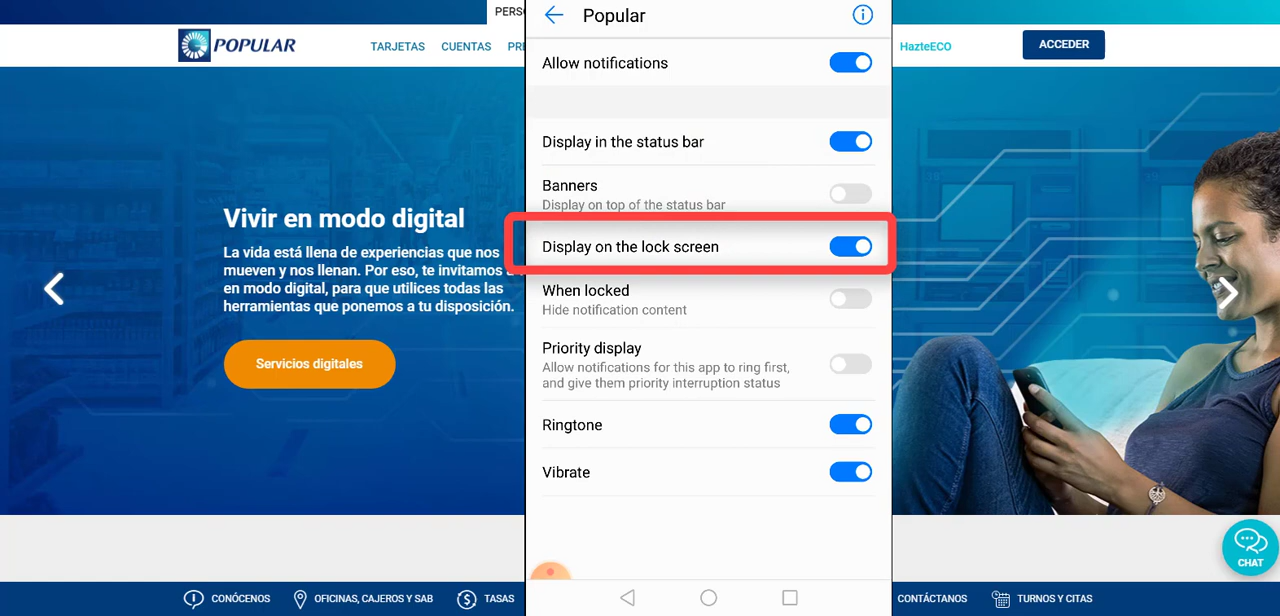 PERS
POPULAR
TARJETAS CUENTAS PR
HazteECO
ACCEDER
Popular
Allow notifications
Display in the status bar
Banners
Display on top of the status bar
Display on the lock screen
When locked
Hide notification content
Priority display
Allow notifications for this app to ring first,
and give them priority interruption status
Ringtone
Vibrate
Vivir en modo digital
La vida está llena de experiencias que nos
mueven y nos llenan. Por eso, te invitamos a
en modo digital, para que utilices todas las
herramientas que ponemos a tu disposición.
Servicios digitales
CHAT
CONÓCENOS OFICINAS, CAJEROS Y SAB TASAS
CONTÁCTANOS TURNOS Y CITAS